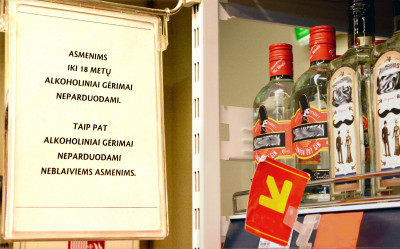 ASMENIMS
IKI 18 METŲ
ALKOHOLINIAI GĖRIMAI
NEPARDUODAMI.
TAIP PAT
ALKOHOLINIAI GĖRIMAI
NEPARDUODAMI
NEBLAIVIEMS ASMENIMS.